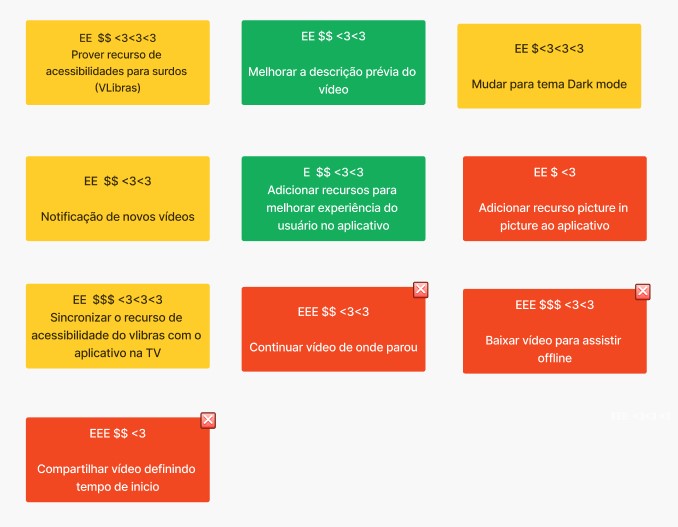 EE $$ <3<3<3
Prover recurso de
acessibilidades para surdos
(VLibras)
EE $$ <3<3
Melhorar a descrição prévia do
vídeo
EE $<3<3<3
Mudar para tema Dark mode
EE $$ <3<3
Notificação de novos vídeos
E $$ <3<3
Adicionar recursos para
melhorar experiência do
usuário no aplicativo
EE $ <3
Adicionar recurso picture in
picture ao aplicativo
EE $$$ <3<3<3
Sincronizar o recurso de
acessibilidade do vlibras com o
aplicativo na TV
EEE $$ <3<3
Continuar vídeo de onde parou
EEE $$$ <3<3
Baixar vídeo para assistir
offline
EEE $$ <3
Compartilhar vídeo definindo
tempo de inicio